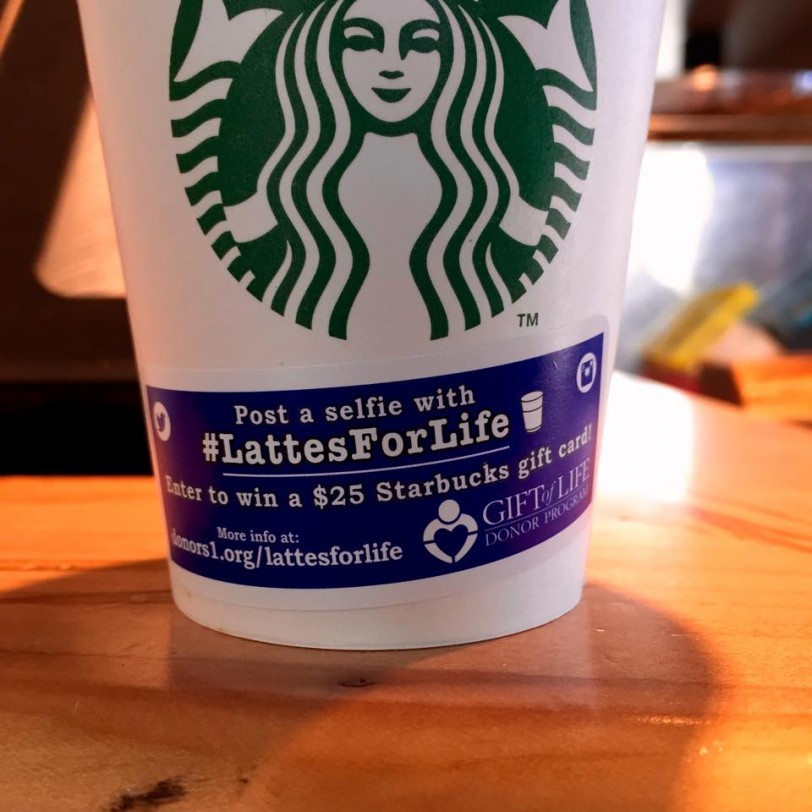 TM
Post a selfie with
#LattesForLife
Enter to win a $25 Starbucks gift card!
More info at:
donors1.org/lattesforlife
GIFT of LIFE
DONOR PROGRAM